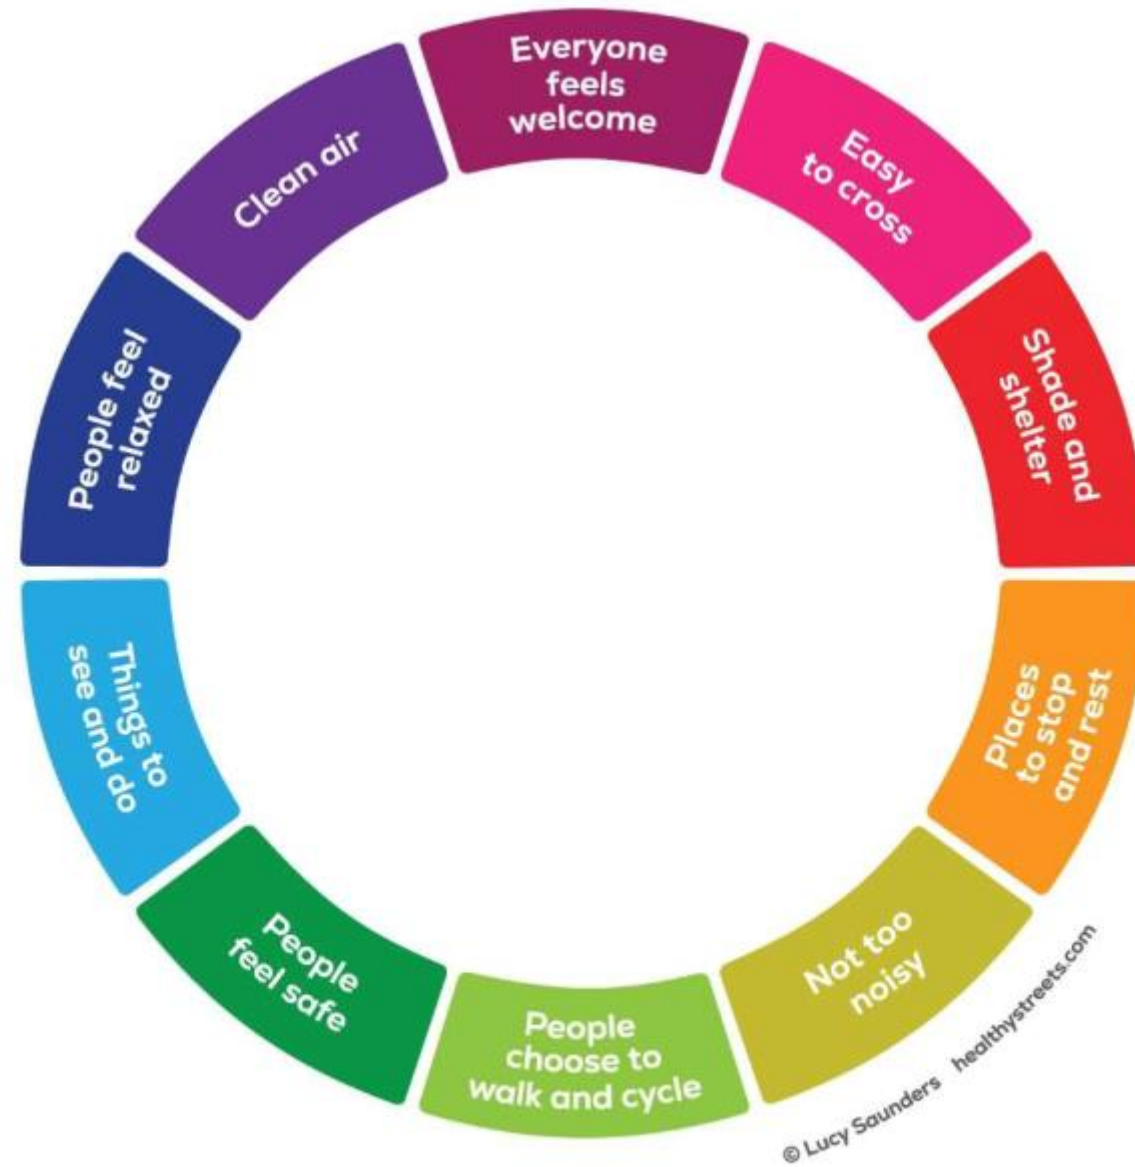 Everyone
feels
welcome
Easy
to cross
Shade and
shelter
Places
to stop
and rest
Not too
noisy
People
choose to
walk and cycle
People
feel safe
Things to
see and do
People feel
relaxed
Clean air
© Lucy Saunders healthystreets.com